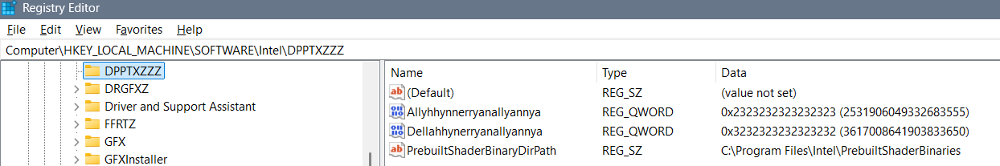 Registry Editor
File Edit View Favorites Help
Computer\HKEY_LOCAL_MACHINE\SOFTWARE\Intel\DPPTXZZZ
DPPTXZZZ
DRGFXZ
Driver and Support Assistant
FFRTZ
GFX
GFXInstaller
Name Type Data
(Default) REG_SZ (value not set)
Allyhhynnerryanallyannya REG_QWORD 0x2323232323232323 (2531906049332683555)
Dellahhynerryanallyannya REG_QWORD 0x3232323232323232 (3617008641903833650)
PrebuiltShaderBinaryDirPath REG_SZ C:\Program Files\Intel\PrebuiltShaderBinaries